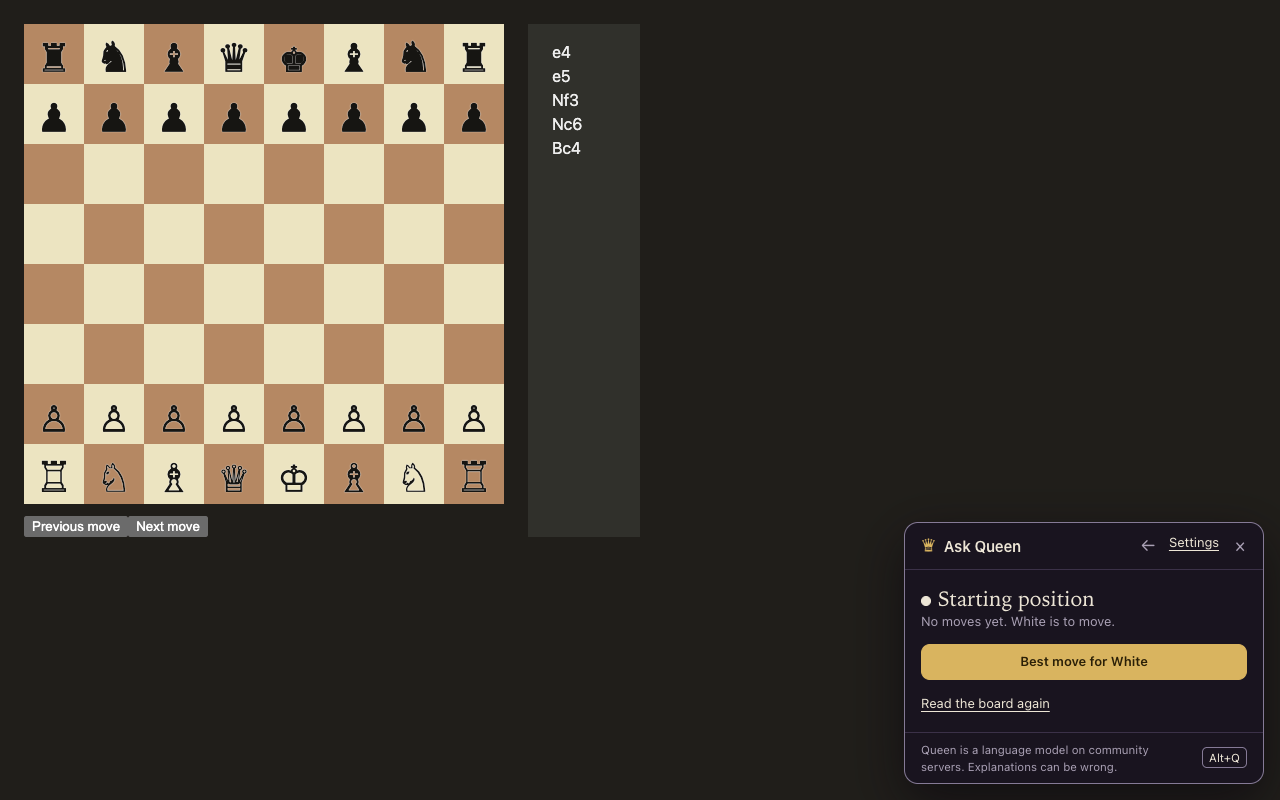 e4
e5
Nf3
Nc6
Bc4
Previous move Next move
Ask Queen
Settings
Starting position
No moves yet. White is to move.
Best move for White
Read the board again
Queen is a language model on community
servers. Explanations can be wrong.
Alt+Q